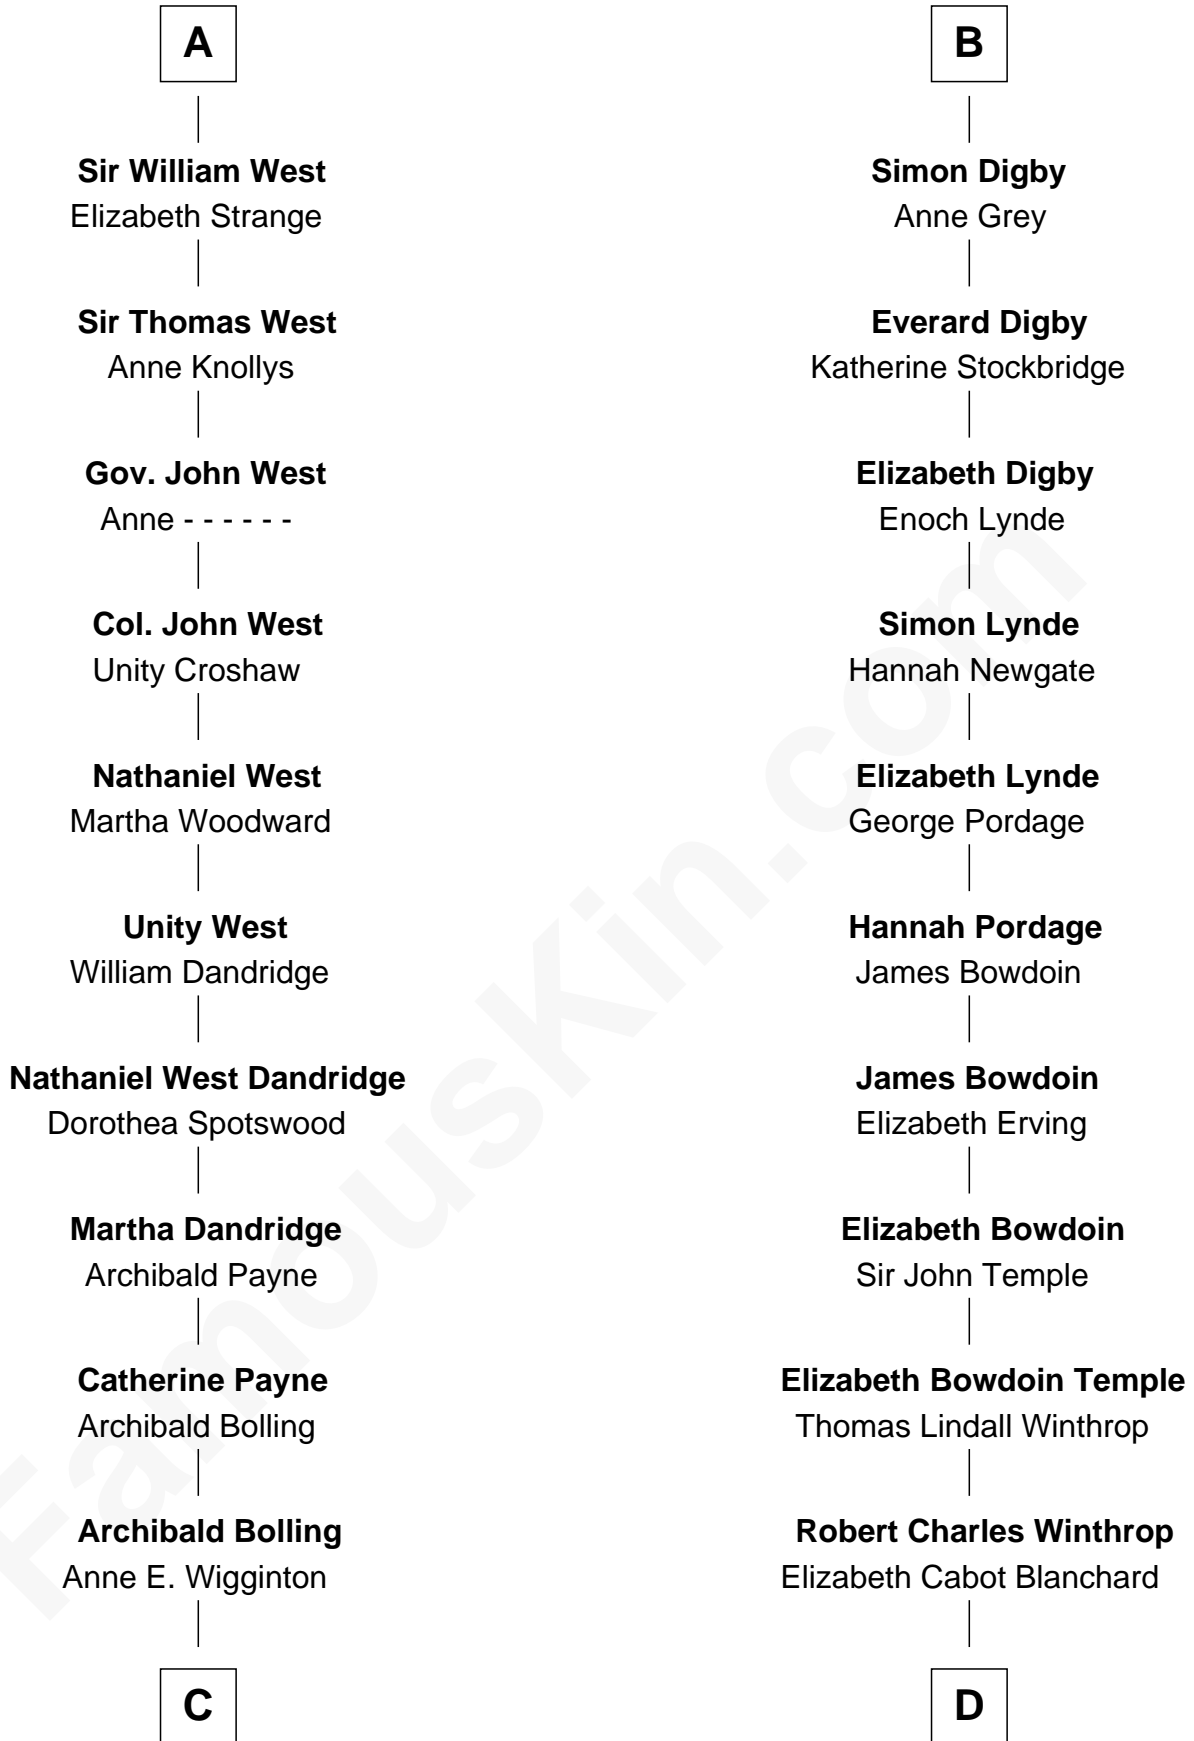 A
Sir William West
Elizabeth Strange
Sir Thomas West
Anne Knollys
Gov. John West
Anne - - - - - -
Col. John West
Unity Croshaw
Nathaniel West
Martha Woodward
Unity West
William Dandridge
Nathaniel West Dandridge
Dorothea Spotswood
Martha Dandridge
Archibald Payne
Catherine Payne
Archibald Bolling
Archibald Bolling
Anne E. Wigginton
C
B
Simon Digby
Anne Grey
Everard Digby
Katherine Stockbridge
Elizabeth Digby
Enoch Lynde
Simon Lynde
Hannah Newgate
Elizabeth Lynde
George Pordage
Hannah Pordage
James Bowdoin
James Bowdoin
Elizabeth Erving
Elizabeth Bowdoin
Sir John Temple
Elizabeth Bowdoin Temple
Thomas Lindall Winthrop
Robert Charles Winthrop
Elizabeth Cabot Blanchard
D
FamousKin.com